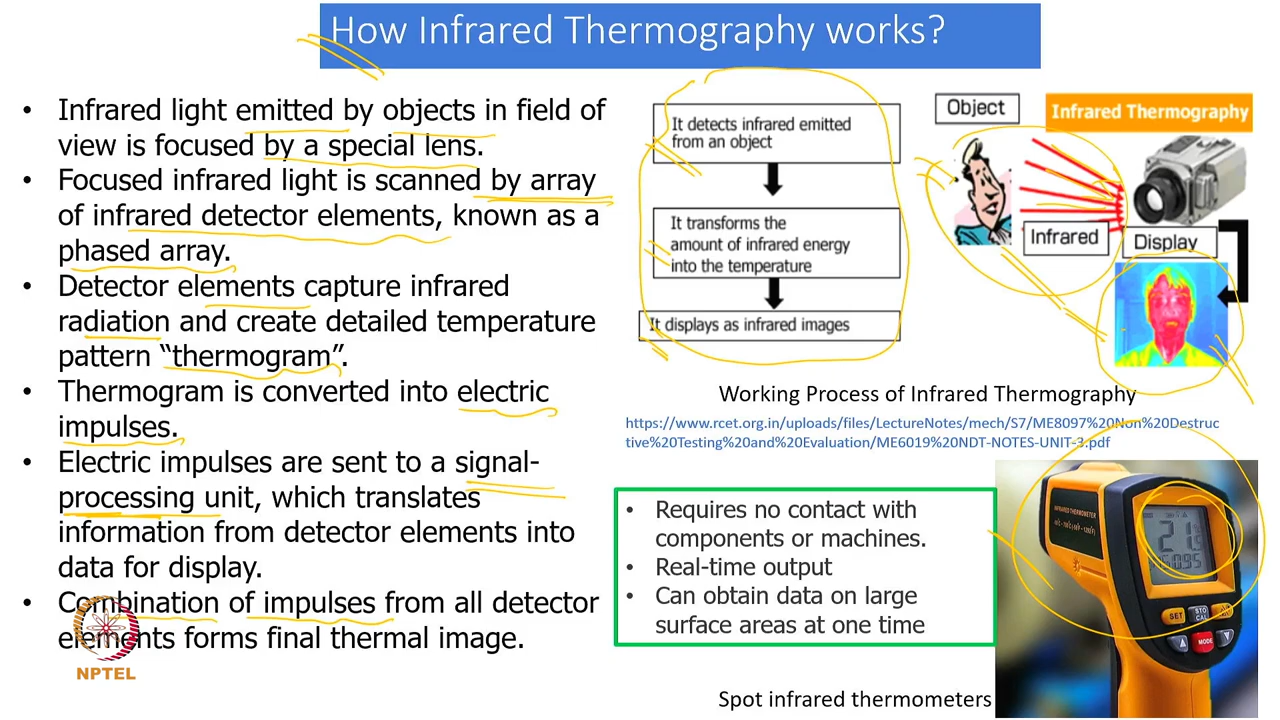 How Infrared Thermography works?
• Infrared light emitted by objects in field of
view is focused by a special lens.
• Focused infrared light is scanned by array
of infrared detector elements, known as a
phased array.
• Detector elements capture infrared
radiation and create detailed temperature
pattern “thermogram”.
• Thermogram is converted into electric
impulses.
• Electric impulses are sent to a signal-
processing unit, which translates
information from detector elements into
data for display.
• Combination of impulses from all detector
elements forms final thermal image.
NPTEL
It detects infrared emitted
from an object
It transforms the
amount of infrared energy
into the temperature
It displays as infrared images
Object
Infrared Thermography
Infrared
Display
Working Process of Infrared Thermography
https://www.rcet.org.in/uploads/files/LectureNotes/mech/S7/ME8097%20Non%20Destruc
tive%20Testing%20and%20Evaluation/ME6019%20NDT-NOTES-UNIT-3.pdf
• Requires no contact with
components or machines.
• Real-time output
• Can obtain data on large
surface areas at one time
INFRARED THERMOMETER
SET
MODE
Spot infrared thermometers